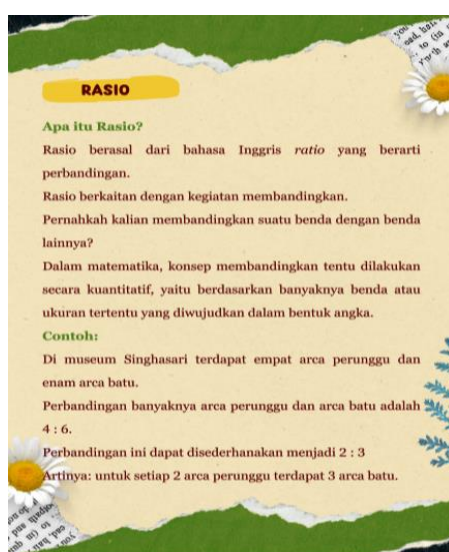 RASIO
Apa itu Rasio?
Rasio berasal dari bahasa Inggris ratio yang berarti
perbandingan.
Rasio berkaitan dengan kegiatan membandingkan.
Pernahkah kalian membandingkan suatu benda dengan benda
lainnya?
Dalam matematika, konsep membandingkan tentu dilakukan
secara kuantitatif, yaitu berdasarkan banyaknya benda atau
ukuran tertentu yang diwujudkan dalam bentuk angka.
Contoh:
Di museum Singhasari terdapat empat arca perunggu dan
enam arca batu.
Perbandingan banyaknya arca perunggu dan arca batu adalah
4 : 6.
Perbandingan ini dapat disederhanakan menjadi 2 : 3
Artinya: untuk setiap 2 arca perunggu terdapat 3 arca batu.